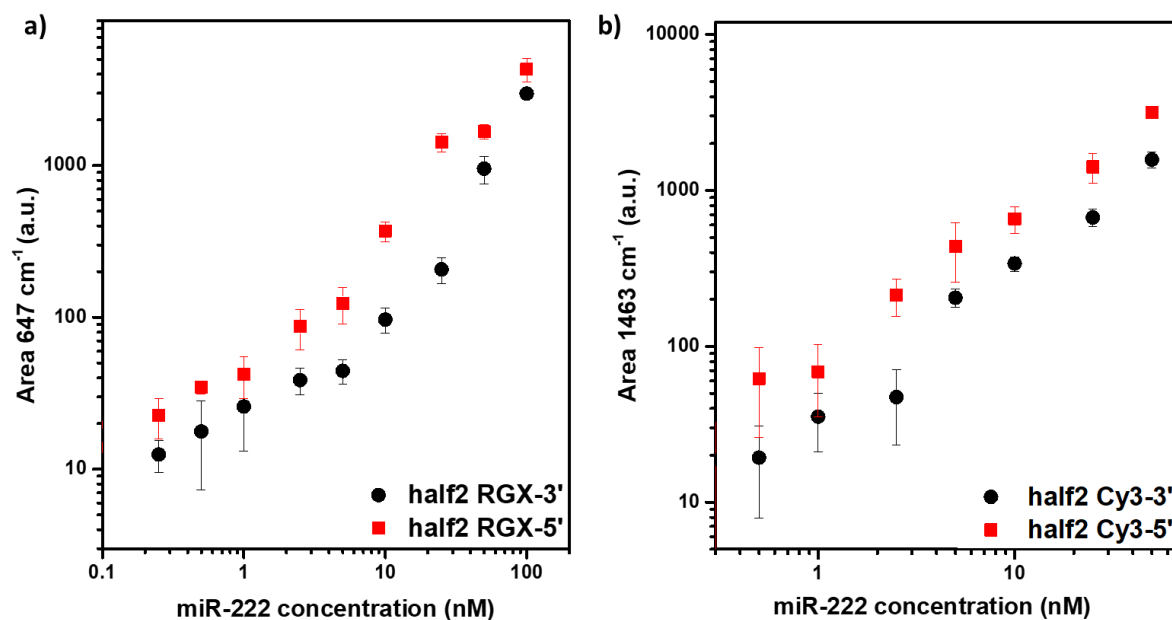 a)
Area 647 cm⁻¹ (a.u.)
1000
100
10
0.1
1
10
100
miR-222 concentration (nM)
half2 RGX-3'
half2 RGX-5'
b)
Area 1463 cm⁻¹ (a.u.)
10000
1000
100
10
1
10
miR-222 concentration (nM)
half2 Cy3-3'
half2 Cy3-5'